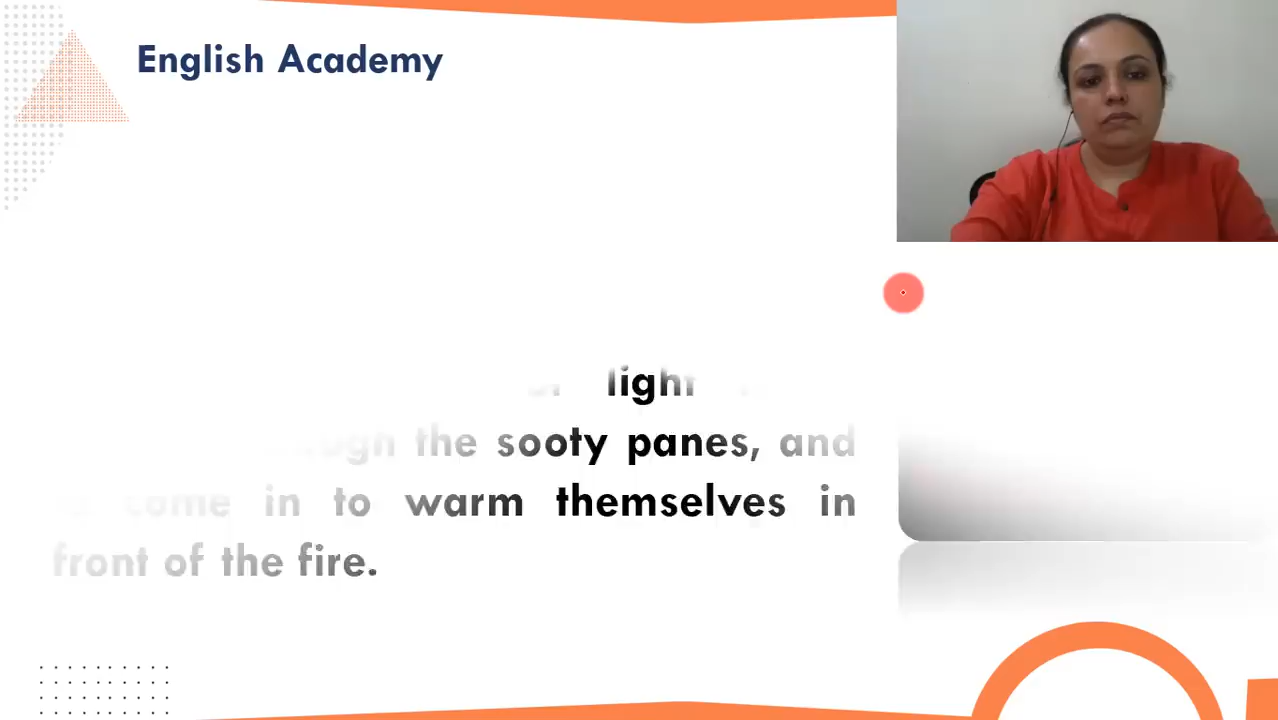 English Academy
light
the sooty panes, and
come in to warm themselves in
front of the fire.